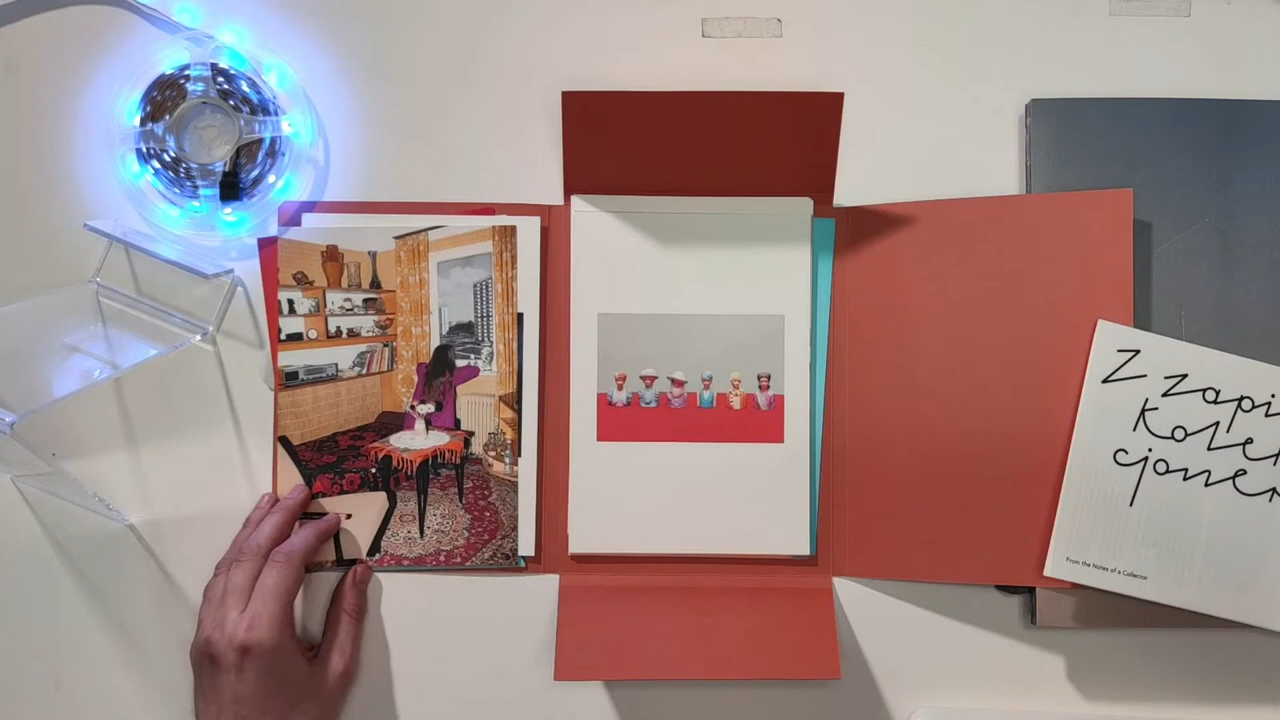 Z zapi
Kolek
cjoner
From the Notes of a Collector